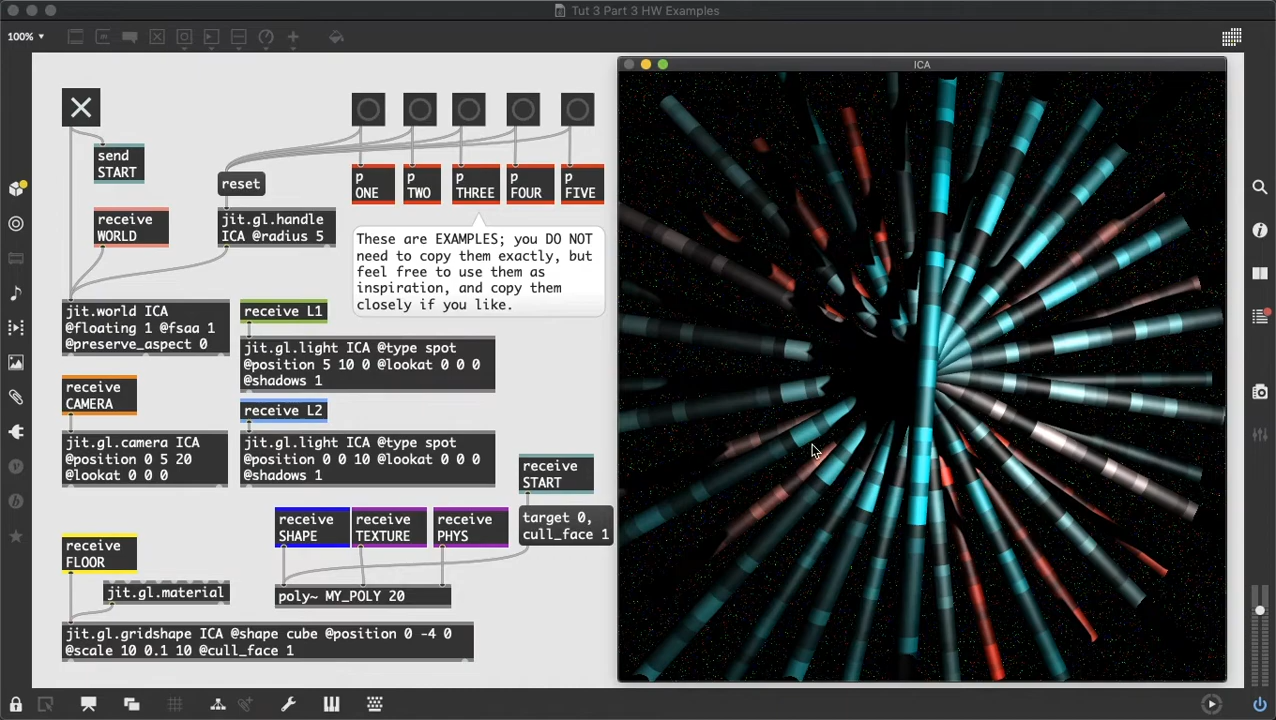 Tut 3 Part 3 HW Examples
100%
ICA
send
START
receive
WORLD
reset
jit.gl.handle
ICA @radius 5
p
ONE
p
TWO
p
THREE
p
FOUR
p
FIVE
These are EXAMPLES; you DO NOT
need to copy them exactly, but
feel free to use them as
inspiration, and copy them
closely if you like.
jit.world ICA
@floating 1 @fsaa 1
@preserve_aspect 0
receive L1
jit.gl.light ICA @type spot
@position 5 10 0 @lookat 0 0 0
@shadows 1
receive
CAMERA
receive L2
jit.gl.camera ICA
@position 0 5 20
@lookat 0 0 0
jit.gl.light ICA @type spot
@position 0 0 10 @lookat 0 0 0
@shadows 1
receive
START
target 0,
cull_face 1
receive
SHAPE
receive
TEXTURE
receive
PHYS
receive
FLOOR
jit.gl.material
poly~ MY_POLY 20
jit.gl.gridshape ICA @shape cube @position 0 -4 0
@scale 10 0.1 10 @cull_face 1